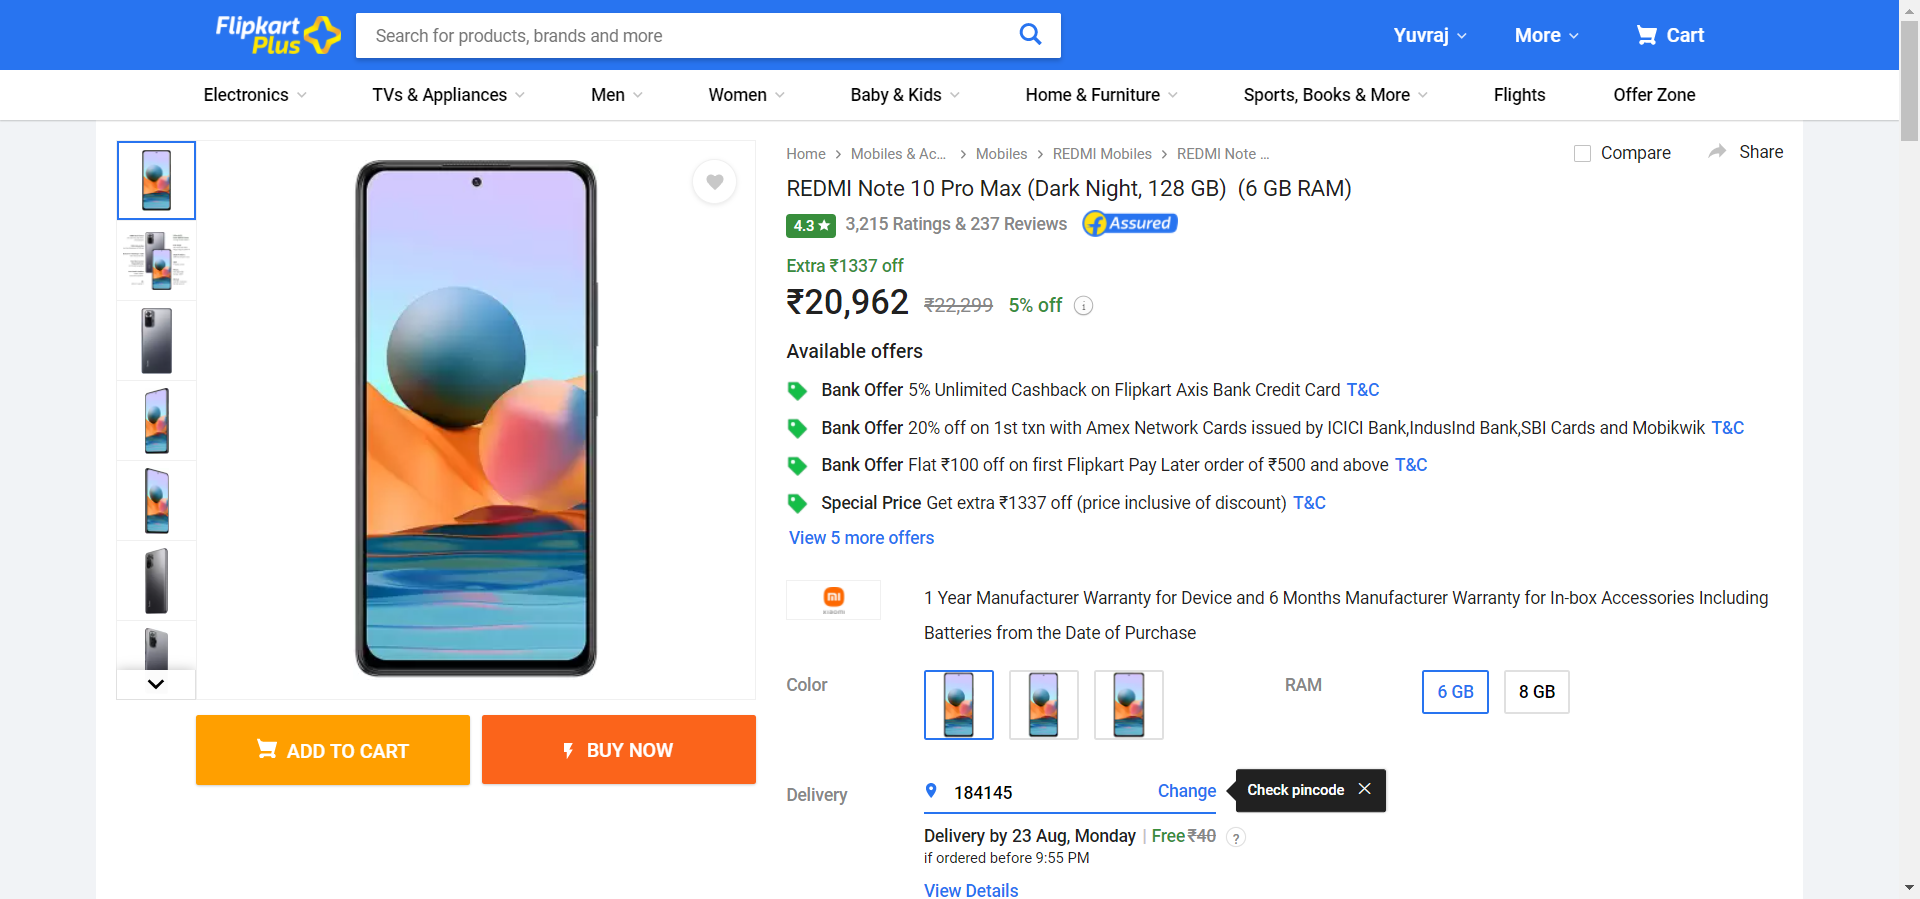 Flipkart
Plus
Search for products, brands and more
Yuvraj
More
Cart
Electronics
TVs & Appliances
Men
Women
Baby & Kids
Home & Furniture
Sports, Books & More
Flights
Offer Zone
Home
Mobiles & Ac...
Mobiles
REDMI Mobiles
REDMI Note ...
Compare
Share
REDMI Note 10 Pro Max (Dark Night, 128 GB) (6 GB RAM)
4.3 ★
3,215 Ratings & 237 Reviews
Assured
Extra ₹1337 off
₹20,962 ₹22,299 5% off
Available offers
Bank Offer 5% Unlimited Cashback on Flipkart Axis Bank Credit Card T&C
Bank Offer 20% off on 1st txn with Amex Network Cards issued by ICICI Bank,IndusInd Bank,SBI Cards and Mobikwik T&C
Bank Offer Flat ₹100 off on first Flipkart Pay Later order of ₹500 and above T&C
Special Price Get extra ₹1337 off (price inclusive of discount) T&C
View 5 more offers
mi
XIAOMI
1 Year Manufacturer Warranty for Device and 6 Months Manufacturer Warranty for In-box Accessories Including
Batteries from the Date of Purchase
Color
RAM
6 GB
8 GB
ADD TO CART
BUY NOW
Delivery
184145
Change
Check pincode
Delivery by 23 Aug, Monday | Free ₹40 ?
if ordered before 9:55 PM
View Details